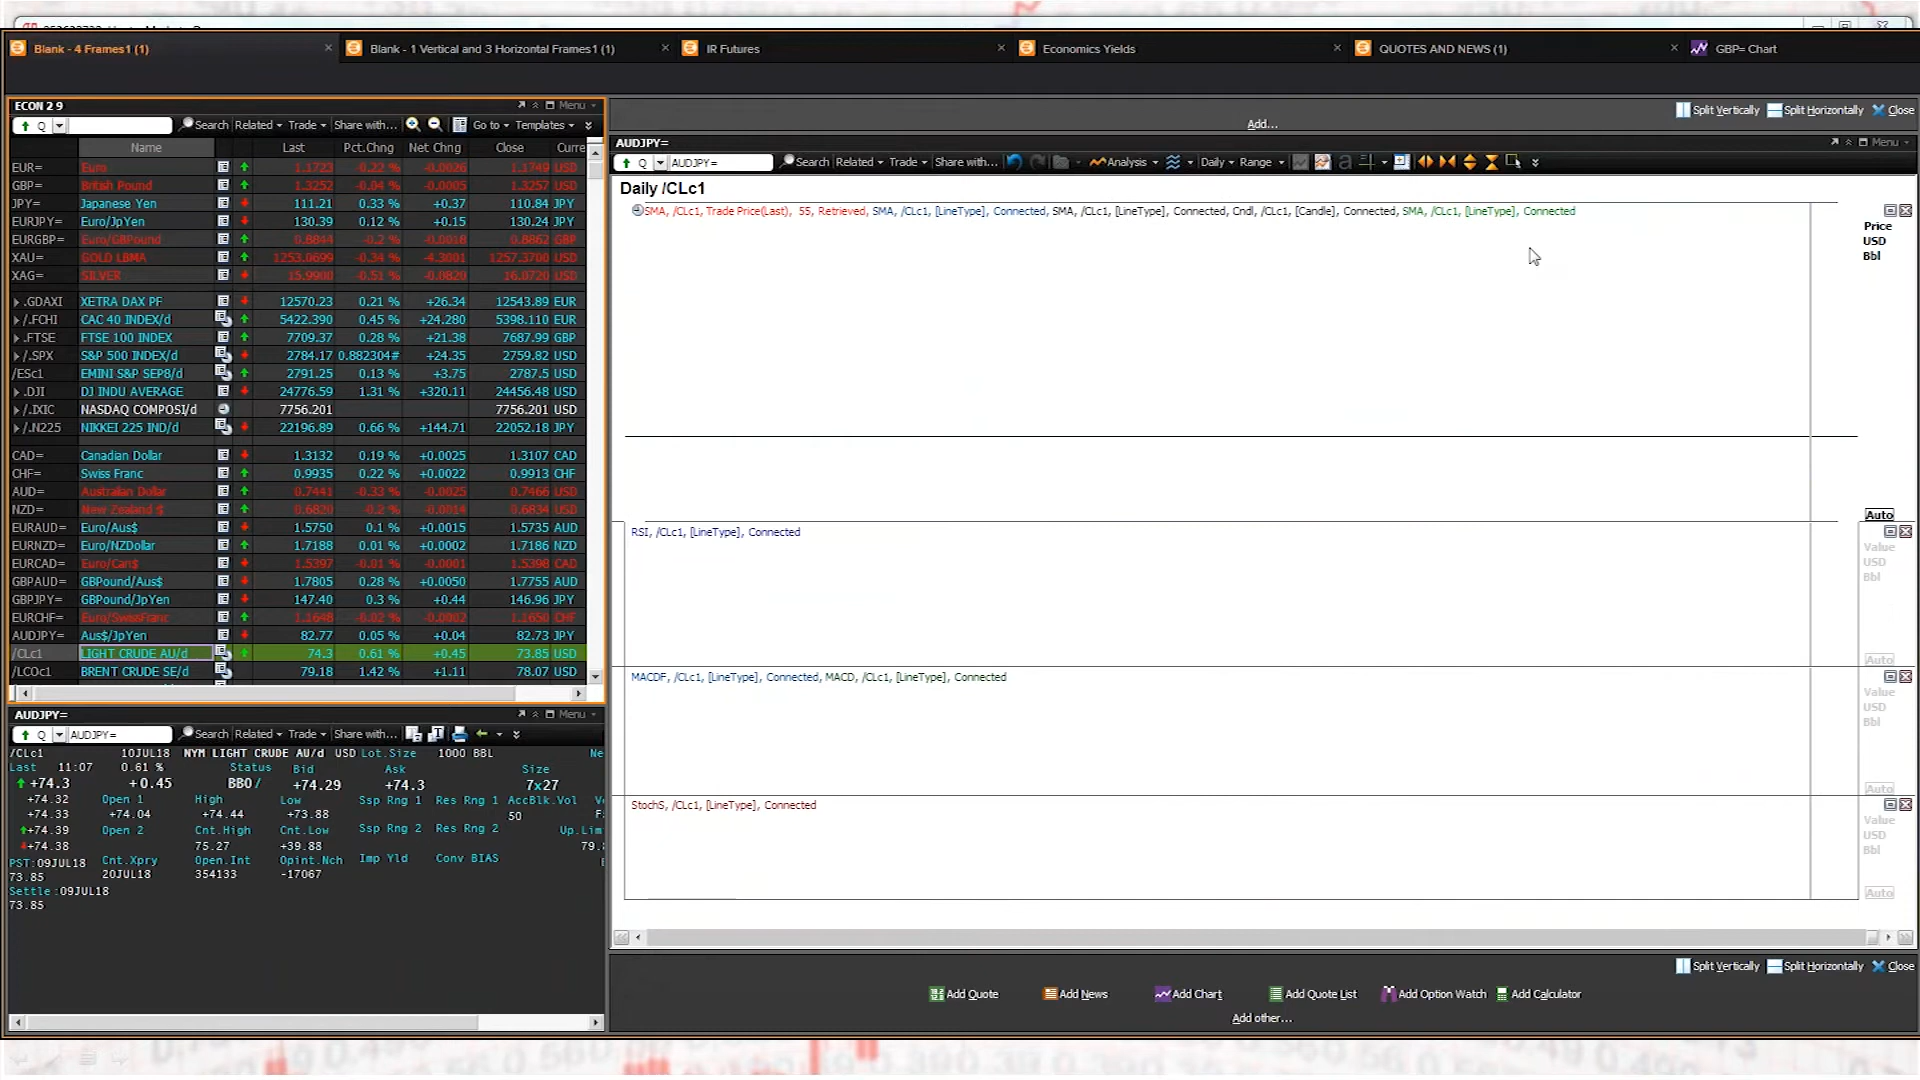 Blank - 4 Frames1 (1)
Blank - 1 Vertical and 3 Horizontal Frames1 (1)
IR Futures
Economics Yields
QUOTES AND NEWS (1)
GBP= Chart
ECON 2 9
Menu
Q
Search Related Trade Share with... Go to Templates
Name Last Pct.Chng Net Chng Close Curre
EUR= Euro 1.1723 -0.22 % -0.0026 1.1749 USD
GBP= British Pound 1.3252 -0.04 % -0.0005 1.3257 USD
JPY= Japanese Yen 111.21 0.33 % +0.37 110.84 JPY
EURJPY= Euro/JpYen 130.39 0.12 % +0.15 130.24 JPY
EURGBP= Euro/GBPound 0.8844 -0.2 % -0.0018 0.8862 GBP
XAU= GOLD LBMA 1253.0699 -0.34 % -4.3001 1257.3700 USD
XAG= SILVER 15.9900 -0.51 % -0.0820 16.0720 USD
.GDAXI XETRA DAX PF 12570.23 0.21 % +26.34 12543.89 EUR
/.FCHI CAC 40 INDEX/d 5422.390 0.45 % +24.280 5398.110 EUR
.FTSE FTSE 100 INDEX 7709.37 0.28 % +21.38 7687.99 GBP
/.SPX S&P 500 INDEX/d 2784.17 0.882304# +24.35 2759.82 USD
/ESc1 EMINI S&P SEP8/d 2791.25 0.13 % +3.75 2787.5 USD
.DJI DJ INDU AVERAGE 24776.59 1.31 % +320.11 24456.48 USD
/.IXIC NASDAQ COMPOSI/d 7756.201 7756.201 USD
/.N225 NIKKEI 225 IND/d 22196.89 0.66 % +144.71 22052.18 JPY
CAD= Canadian Dollar 1.3132 0.19 % +0.0025 1.3107 CAD
CHF= Swiss Franc 0.9935 0.22 % +0.0022 0.9913 CHF
AUD= Australian Dollar 0.7441 -0.33 % -0.0025 0.7466 USD
NZD= New Zealand $ 0.6820 -0.2 % -0.0014 0.6834 USD
EURAUD= Euro/Aus$ 1.5750 0.1 % +0.0015 1.5735 AUD
EURNZD= Euro/NZDollar 1.7188 0.01 % +0.0002 1.7186 NZD
EURCAD= Euro/Can$ 1.5397 -0.01 % -0.0001 1.5398 CAD
GBPAUD= GBPound/Aus$ 1.7805 0.28 % +0.0050 1.7755 AUD
GBPJPY= GBPound/JpYen 147.40 0.3 % +0.44 146.96 JPY
EURCHF= Euro/SwissFranc 1.1648 -0.02 % -0.0002 1.1650 CHF
AUDJPY= Aus$/JpYen 82.77 0.05 % +0.04 82.73 JPY
/CLc1 LIGHT CRUDE AU/d 74.3 0.61 % +0.45 73.85 USD
/LCOc1 BRENT CRUDE SE/d 79.18 1.42 % +1.11 78.07 USD
AUDJPY=
Menu
Q AUDJPY= Search Related Trade Share with...
/CLc1 10JUL18 NYM LIGHT CRUDE AU/d USD Lot.Size 1000 BBL Ne
Last 11:07 0.61 % Status Bid Ask Size
+74.3 +0.45 BBO/ +74.29 +74.3 7x27
+74.32 Open 1 High Low Ssp Rng 1 Res Rng 1 AccBlk.Vol
+74.33 +74.04 +74.44 +73.88 50
+74.39 Open 2 Cnt.High Cnt.Low Ssp Rng 2 Res Rng 2 Up.Lim
+74.38 75.27 +39.88 79.
PST:09JUL18 Cnt.Xpry Open.Int Opint.Nch Imp Yld Conv BIAS
73.85 20JUL18 354133 -17067
Settle:09JUL18
73.85
Split Vertically Split Horizontally Close
Add...
AUDJPY=
Menu
Q AUDJPY= Search Related Trade Share with... Analysis Daily Range
Daily /CLc1
SMA, /CLc1, Trade Price(Last), 55, Retrieved, SMA, /CLc1, [LineType], Connected, SMA, /CLc1, [LineType], Connected, Cndl, /CLc1, [Candle], Connected, SMA, /CLc1, [LineType], Connected
Price
USD
Bbl
Auto
RSI, /CLc1, [LineType], Connected
Value
USD
Bbl
Auto
MACDF, /CLc1, [LineType], Connected, MACD, /CLc1, [LineType], Connected
Value
USD
Bbl
Auto
StochS, /CLc1, [LineType], Connected
Value
USD
Bbl
Auto
Split Vertically Split Horizontally Close
Add Quote Add News Add Chart Add Quote List Add Option Watch Add Calculator
Add other...